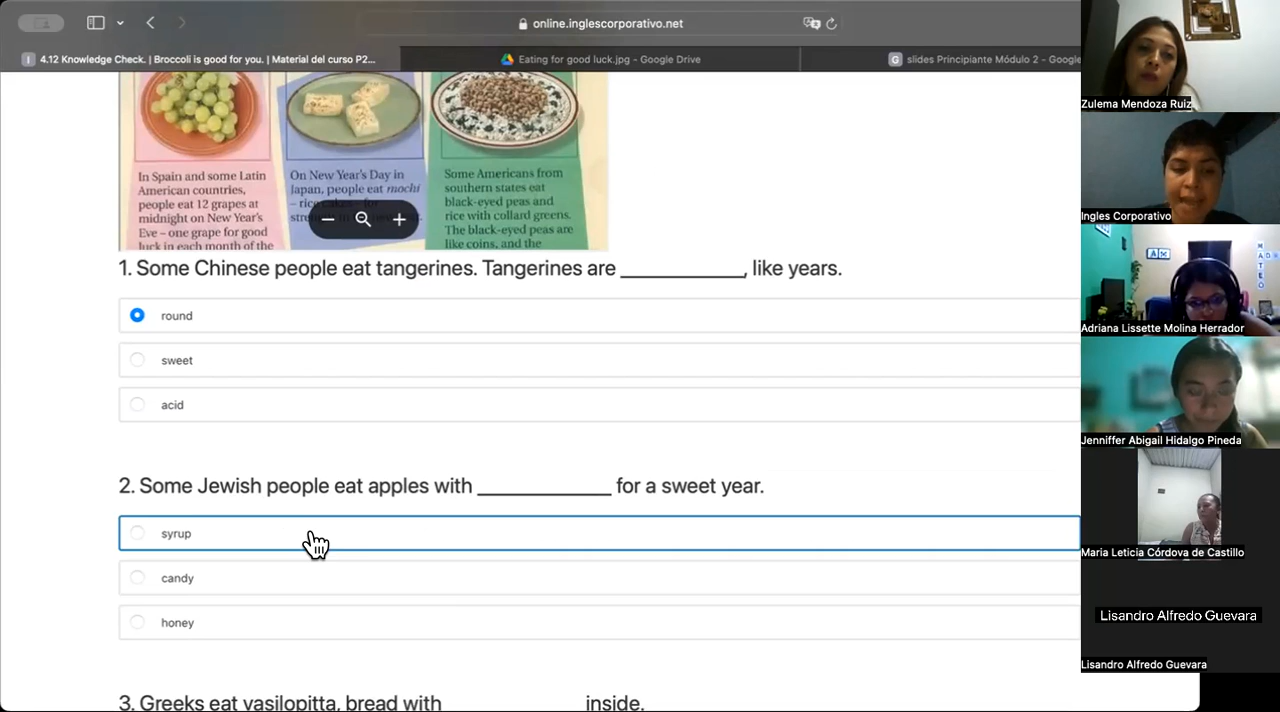 online.inglescorporativo.net
4.12 Knowledge Check. | Broccoli is good for you. | Material del curso P2...
Eating for good luck.jpg - Google Drive
slides Principiante Módulo 2 - Google
In Spain and some Latin
American countries,
people eat 12 grapes at
midnight on New Year's
Eve – one grape for good
luck in each month of the
On New Year's Day in
Japan, people eat mochi
– rice cakes – for
Some Americans from
southern states eat
black-eyed peas and
rice with collard greens.
The black-eyed peas are
like coins, and the
1. Some Chinese people eat tangerines. Tangerines are ____________, like years.
round
sweet
acid
2. Some Jewish people eat apples with _____________ for a sweet year.
syrup
candy
honey
3. Greeks eat vasilopitta, bread with _____________ inside.
Zulema Mendoza Ruiz
Ingles Corporativo
MATEO
Adriana Lissette Molina Herrador
Jenniffer Abigail Hidalgo Pineda
Maria Leticia Córdova de Castillo
Lisandro Alfredo Guevara
Lisandro Alfredo Guevara